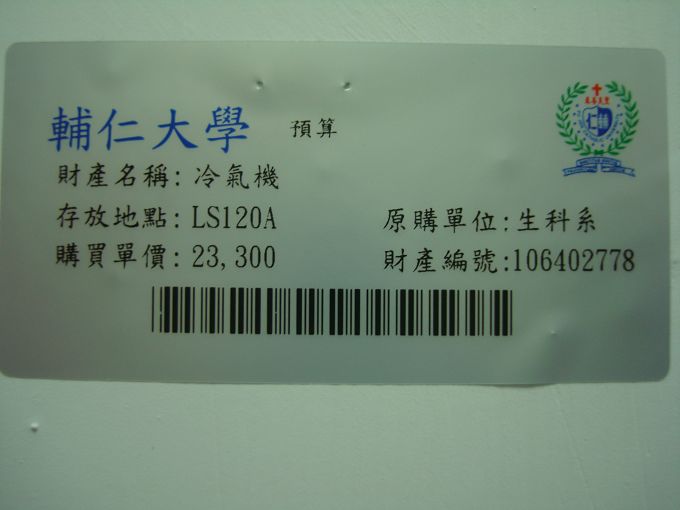 輔仁大學 預算
財產名稱: 冷氣機
存放地點: LS120A 原購單位:生科系
購買單價: 23,300 財產編號:106402778